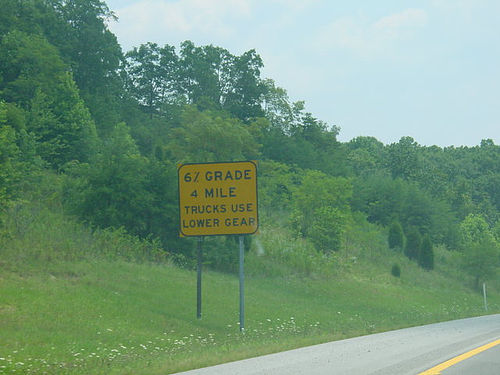 6% GRADE
4 MILE
TRUCKS USE
LOWER GEAR